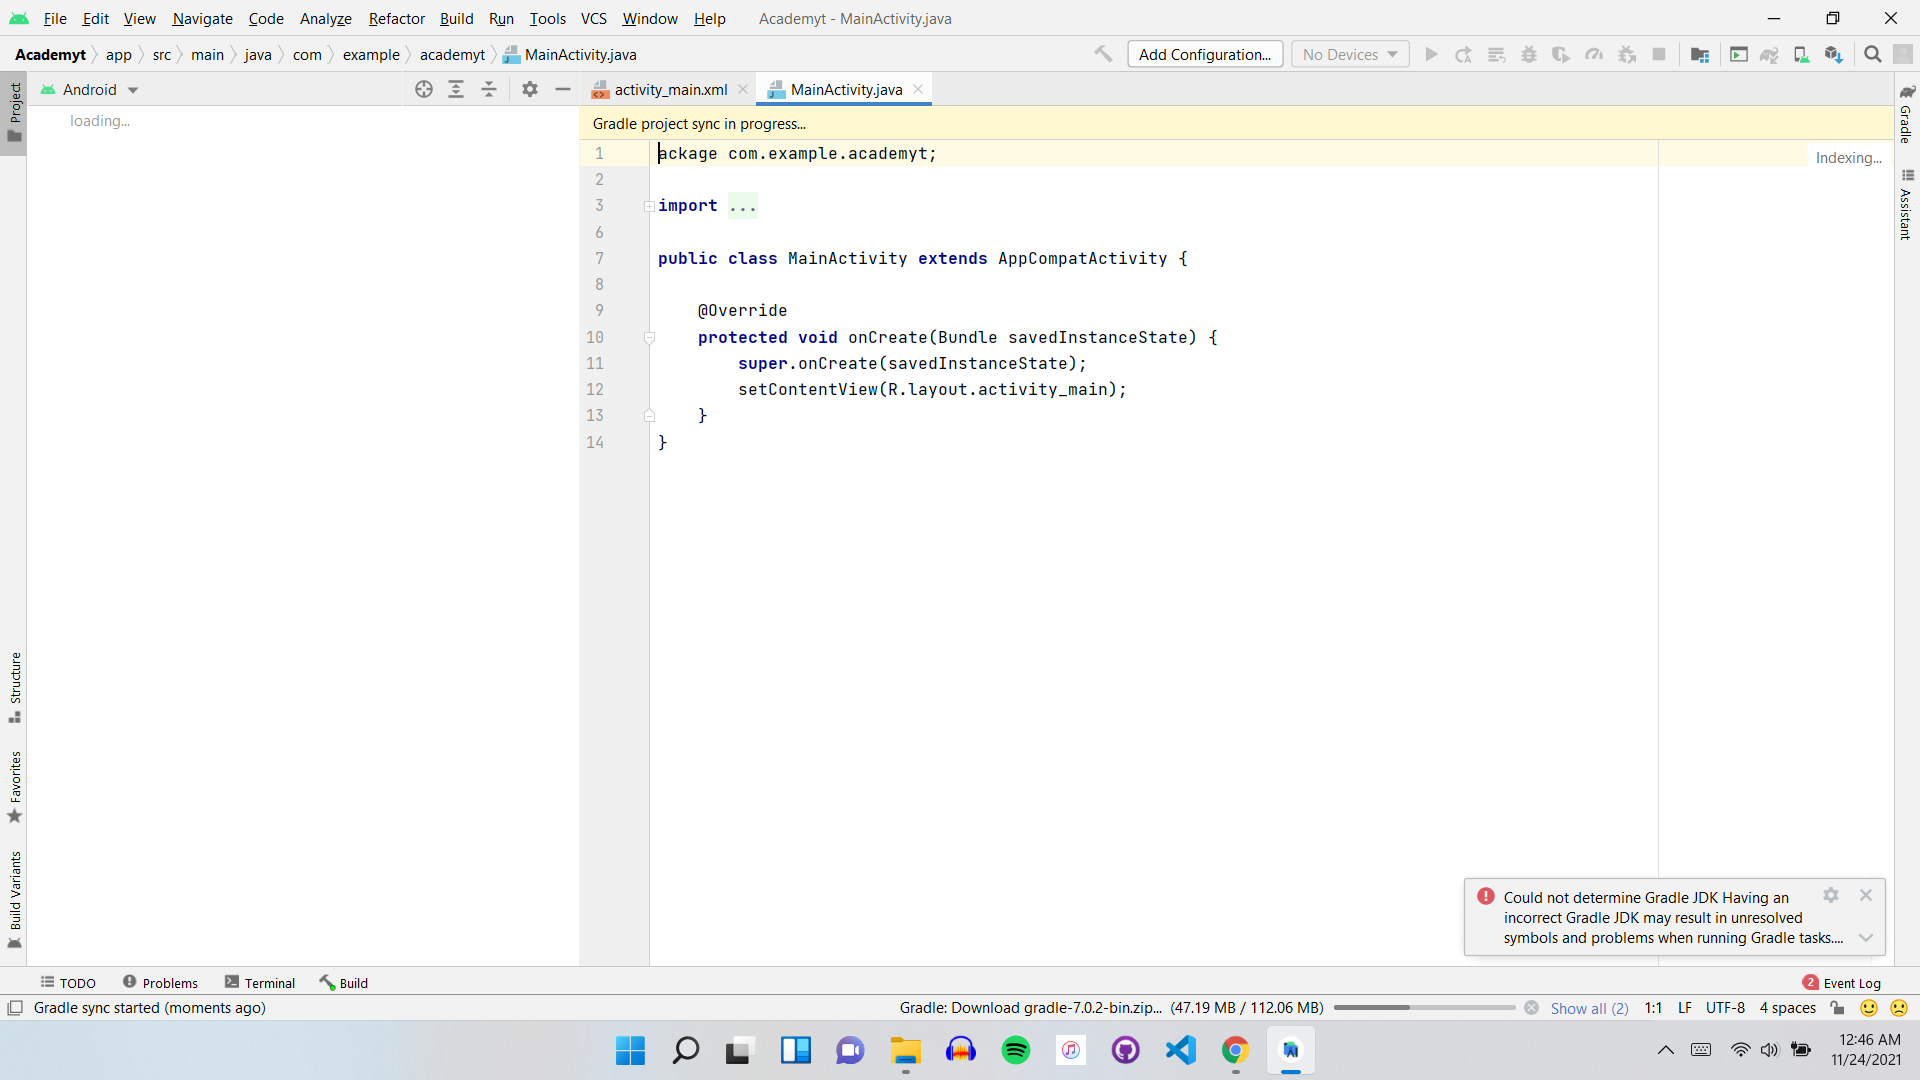 File Edit View Navigate Code Analyze Refactor Build Run Tools VCS Window Help Academyt - MainActivity.java
Academyt app src main java com example academyt MainActivity.java Add Configuration... No Devices
Project
Android
activity_main.xml MainActivity.java
loading...
Gradle project sync in progress...
Gradle
1 ackage com.example.academyt;
Indexing...
2
3 import ...
Assistant
6
7 public class MainActivity extends AppCompatActivity {
8
9 @Override
10 protected void onCreate(Bundle savedInstanceState) {
11 super.onCreate(savedInstanceState);
12 setContentView(R.layout.activity_main);
13 }
14 }
Structure
Favorites
Build Variants
Could not determine Gradle JDK Having an
incorrect Gradle JDK may result in unresolved
symbols and problems when running Gradle tasks....
TODO Problems Terminal Build 2 Event Log
Gradle sync started (moments ago) Gradle: Download gradle-7.0.2-bin.zip... (47.19 MB / 112.06 MB) Show all (2) 1:1 LF UTF-8 4 spaces
12:46 AM
11/24/2021